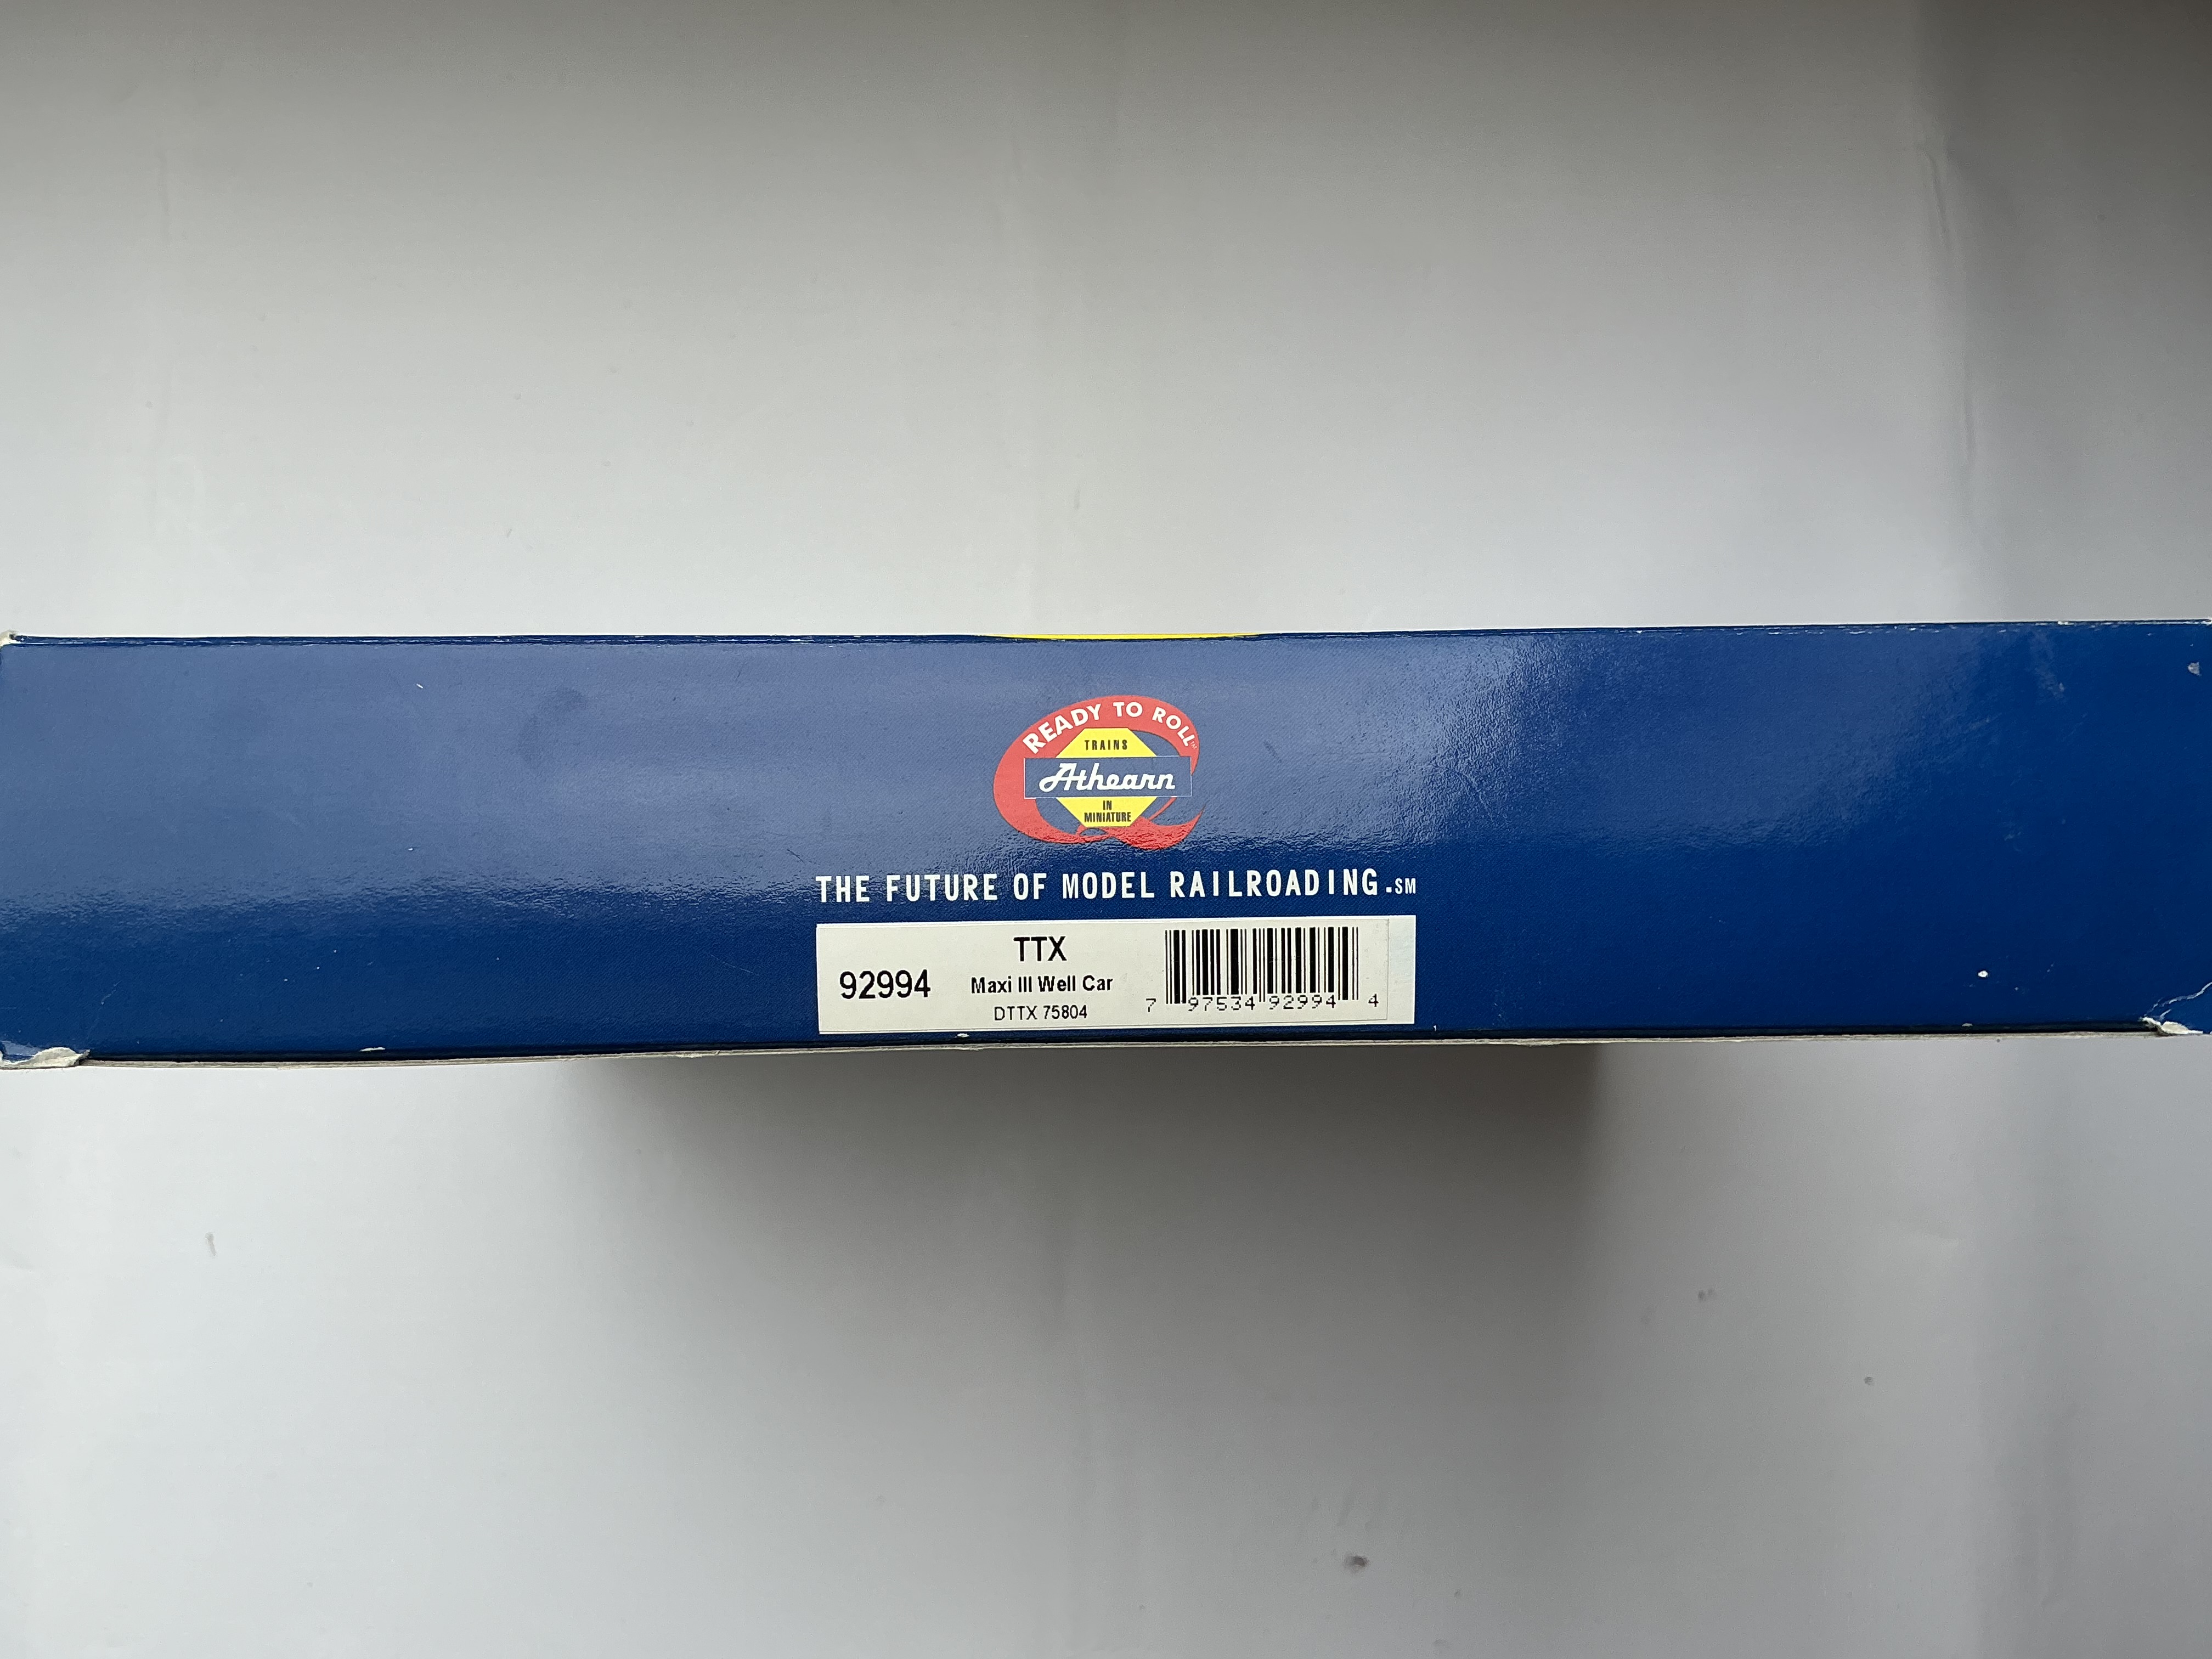 READY TO ROLL™
TRAINS
Athearn
IN
MINIATURE
THE FUTURE OF MODEL RAILROADING.SM
TTX
92994
Maxi III Well Car
DTTX 75804
7 97534 92994 4